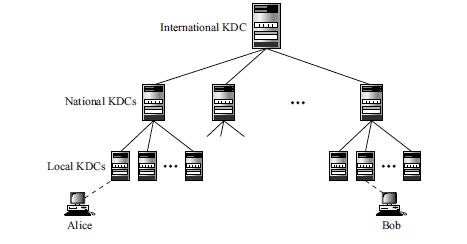 International KDC
National KDCs
Local KDCs
Alice
Bob